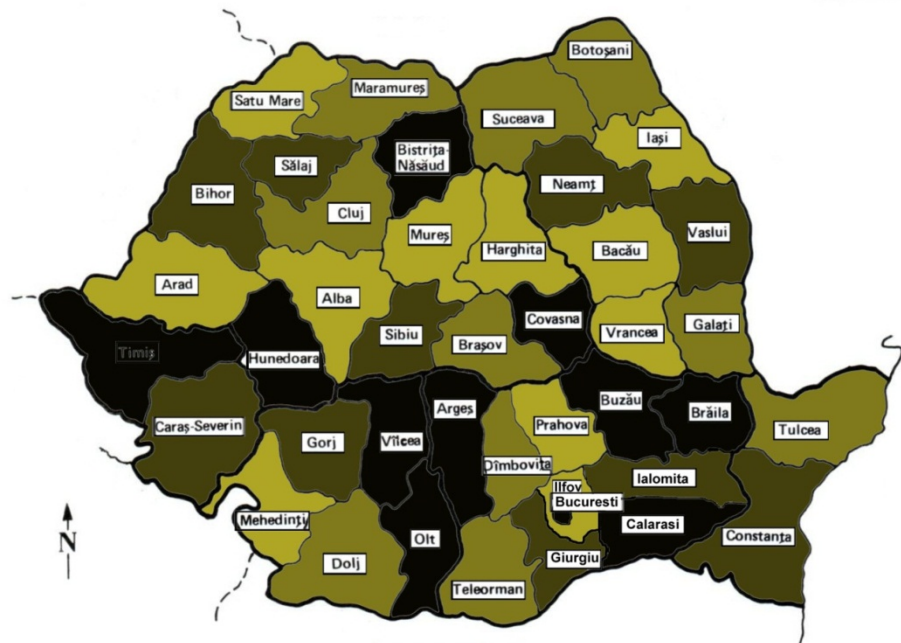 Botoșani
Maramureș
Satu Mare
Suceava
Iași
Bistrița-
Năsăud
Sălaj
Neamț
Bihor
Cluj
Mureș
Vaslui
Harghita
Bacău
Arad
Alba
Covasna
Galați
Sibiu
Vrancea
Brașov
Timiș
Hunedoara
Buzău
Argeș
Brăila
Caraș-Severin
Prahova
Tulcea
Gorj
Vîlcea
Dîmbovița
Ialomita
Ilfov
Bucuresti
Mehedinți
Calarasi
Constanța
Olt
N
Giurgiu
Dolj
Teleorman